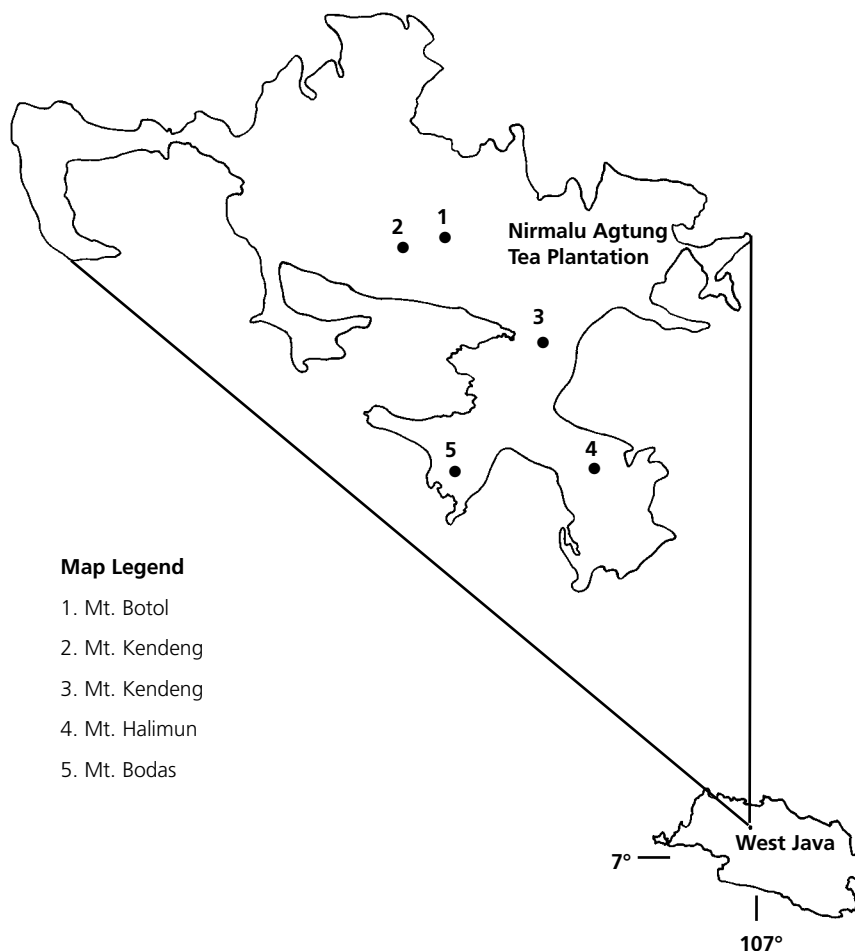 1
2
Nirmalu Agtung
Tea Plantation
3
5
4
Map Legend
1. Mt. Botol
2. Mt. Kendeng
3. Mt. Kendeng
4. Mt. Halimun
5. Mt. Bodas
West Java
7°
107°